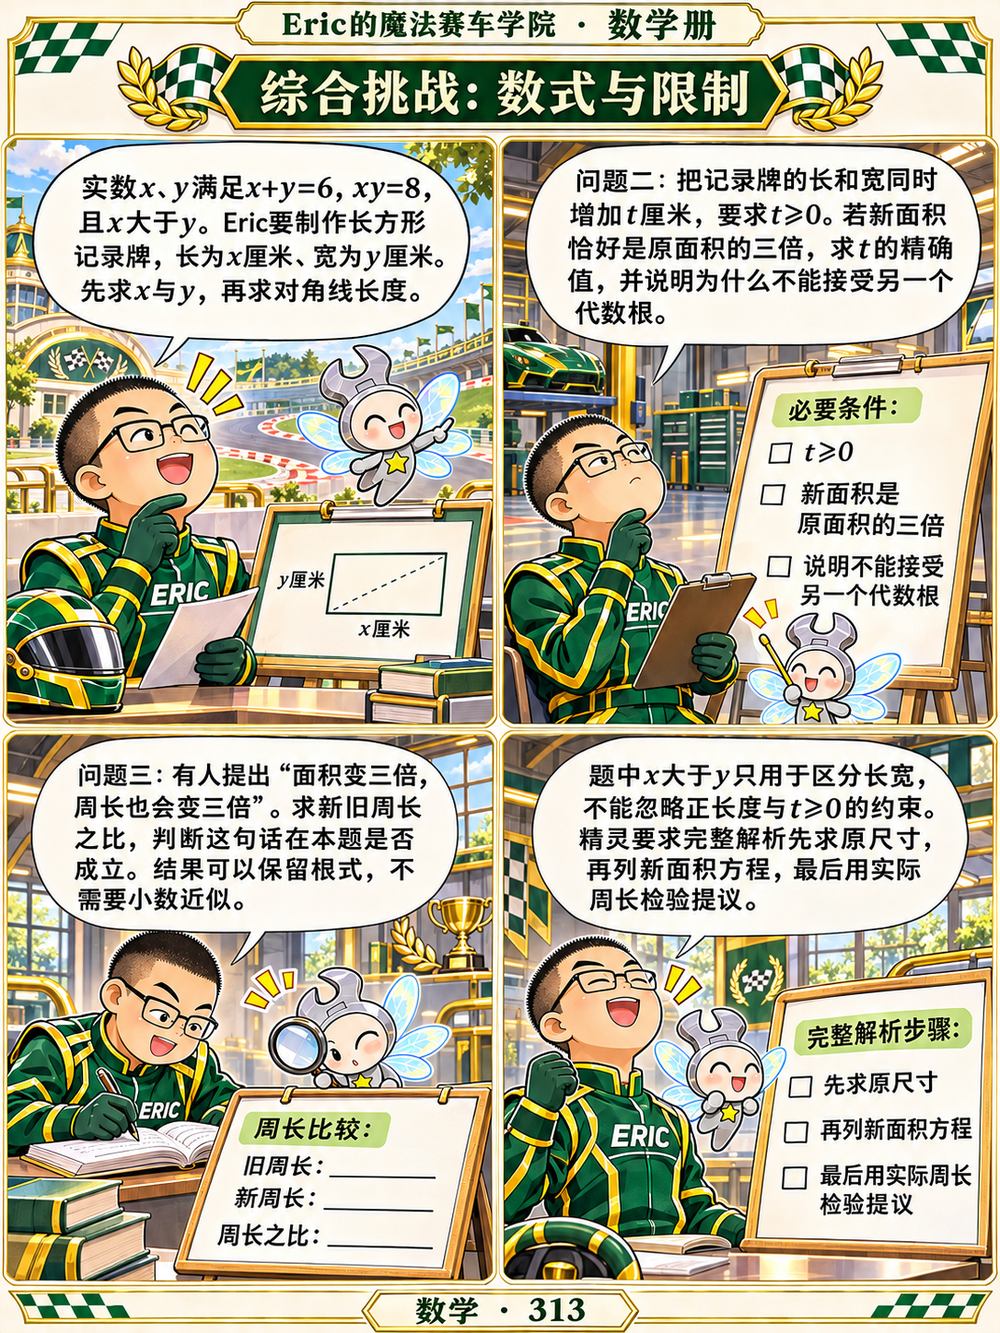 Eric的魔法赛车学院 · 数学册
综合挑战：数式与限制
实数x、y满足x+y=6，xy=8，
且x大于y。Eric要制作长方形
记录牌，长为x厘米、宽为y厘米。
先求x与y，再求对角线长度。
ERIC
y厘米
x厘米
问题二：把记录牌的长和宽同时
增加t厘米，要求t≥0。若新面积
恰好是原面积的三倍，求t的精确
值，并说明为什么不能接受另一个
代数根。
ERIC
必要条件：
t≥0
新面积是
原面积的三倍
说明不能接受
另一个代数根
问题三：有人提出“面积变三倍，
周长也会变三倍”。求新旧周长
之比，判断这句话在本题是否
成立。结果可以保留根式，不
需要小数近似。
ERIC
周长比较：
旧周长：
新周长：
周长之比：
题中x大于y只用于区分长宽，
不能忽略正长度与t≥0的约束。
精灵要求完整解析先求原尺寸，
再列新面积方程，最后用实际
周长检验提议。
ERIC
完整解析步骤：
先求原尺寸
再列新面积方程
最后用实际周长
检验提议
数学 · 313